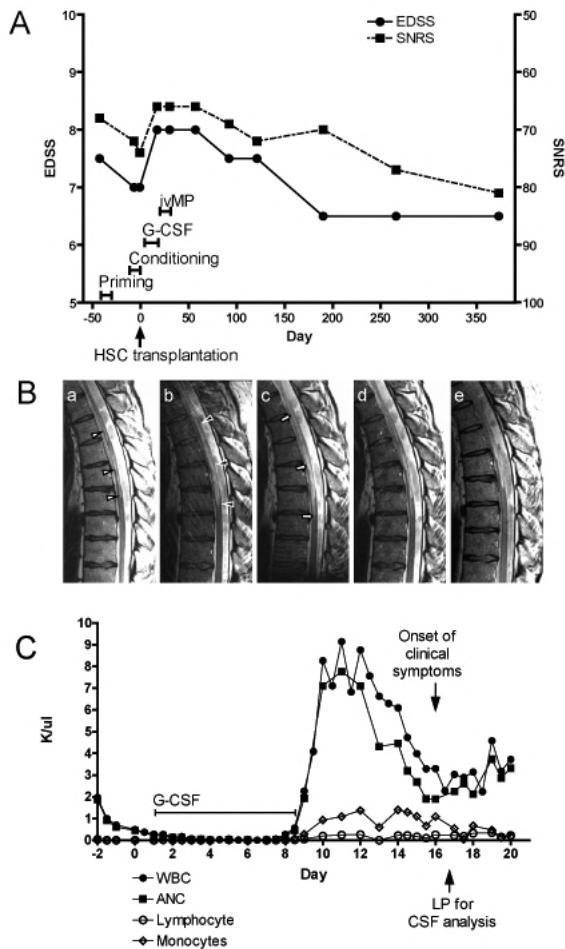 A
EDSS
SNRS
10
9
8
7
6
5
EDSS
50
60
70
80
90
100
SNRS
ivMP
G-CSF
Conditioning
Priming
-50 0 50 100 150 200 250 300 350
Day
HSC transplantation
B
a b c d e
C
10
9
8
7
6
5
4
3
2
1
0
K/ul
Onset of
clinical
symptoms
G-CSF
-2 0 2 4 6 8 10 12 14 16 18 20
Day
WBC
ANC
Lymphocyte
Monocytes
LP for
CSF analysis